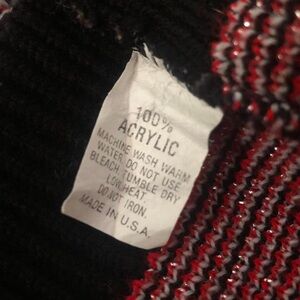 100%
ACRYLIC
MACHINE WASH WARM
WATER. DO NOT USE
BLEACH. TUMBLE DRY
LOW HEAT.
DO NOT IRON.
MADE IN U.S.A.